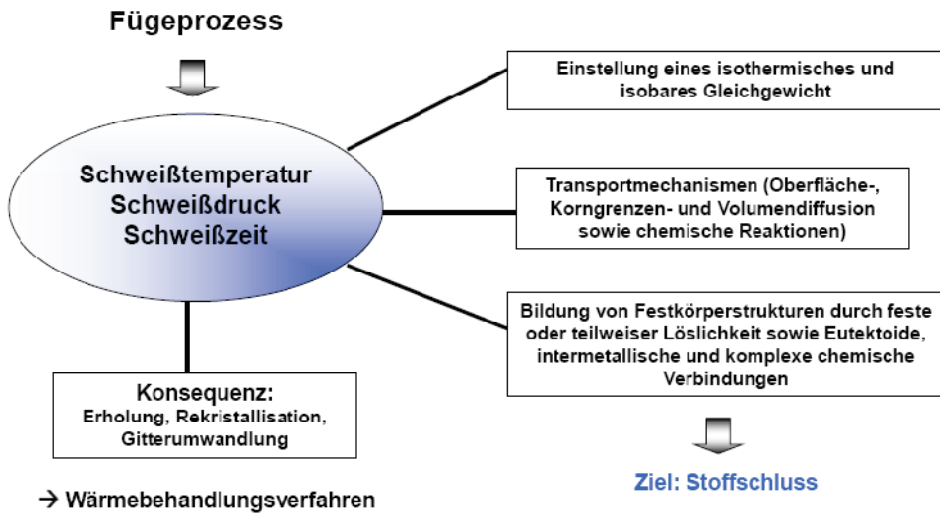 Fügeprozess
Einstellung eines isothermisches und
isobares Gleichgewicht
Schweißtemperatur
Schweißdruck
Schweißzeit
Transportmechanismen (Oberfläche-,
Korngrenzen- und Volumendiffusion
sowie chemische Reaktionen)
Bildung von Festkörperstrukturen durch feste
oder teilweiser Löslichkeit sowie Eutektoide,
intermetallische und komplexe chemische
Verbindungen
Konsequenz:
Erholung, Rekristallisation,
Gitterumwandlung
Ziel: Stoffschluss
→ Wärmebehandlungsverfahren